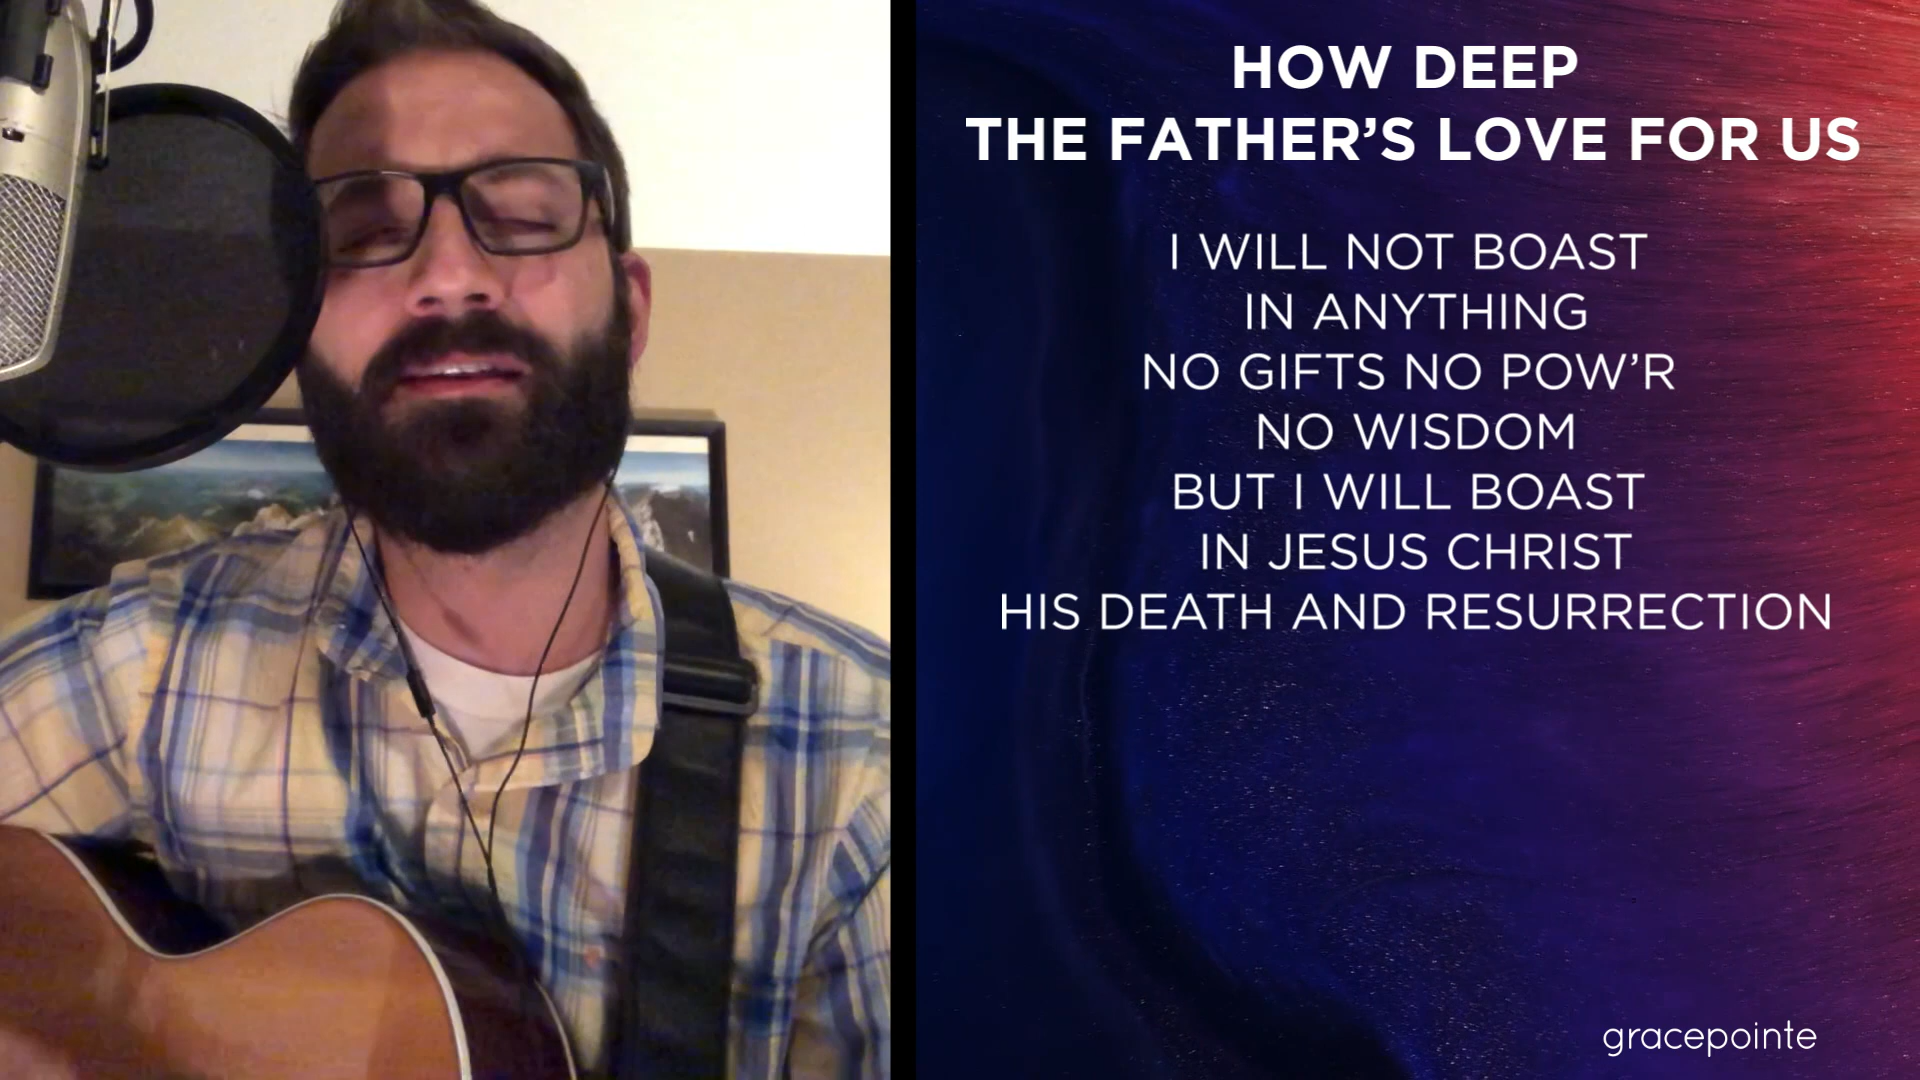 HOW DEEP
THE FATHER’S LOVE FOR US
I WILL NOT BOAST
IN ANYTHING
NO GIFTS NO POW’R
NO WISDOM
BUT I WILL BOAST
IN JESUS CHRIST
HIS DEATH AND RESURRECTION
gracepointe